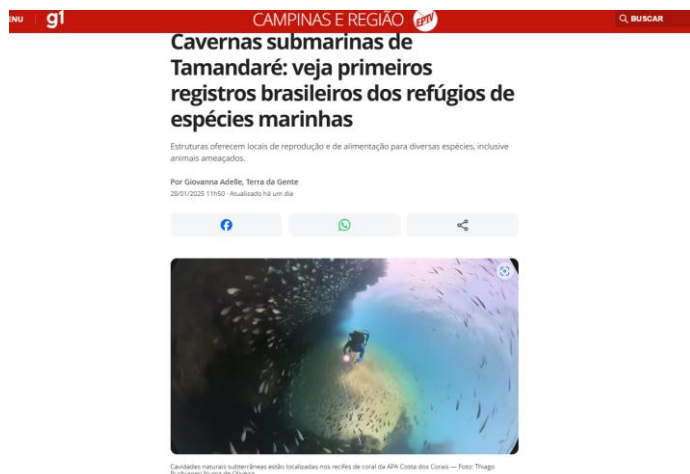 ENU
g1
CAMPINAS E REGIÃO
EPTV
BUSCAR
Cavernas submarinas de
Tamandaré: veja primeiros
registros brasileiros dos refúgios de
espécies marinhas
Estruturas oferecem locais de reprodução e de alimentação para diversas espécies, inclusive
animais ameaçados.
Por Giovanna Adelle, Terra da Gente
28/01/2025 11h50 · Atualizado há um dia
Cavidades naturais subterrâneas estão localizadas nos recifes de coral da APA Costa dos Corais — Foto: Thiago
de Oliveira